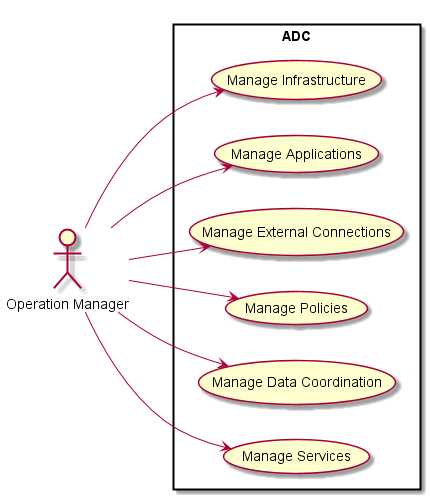 ADC
Manage Infrastructure
Manage Applications
Manage External Connections
Operation Manager
Manage Policies
Manage Data Coordination
Manage Services